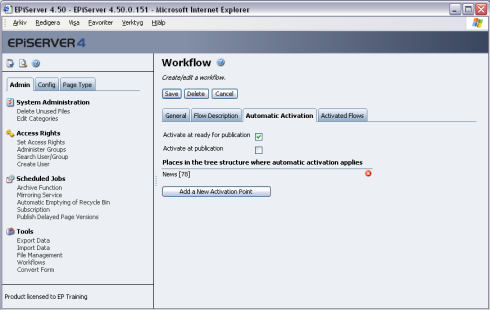 EPiServer 4.50 - EPiServer 4.50.0.151 - Microsoft Internet Explorer
Arkiv Redigera Visa Favoriter Verktyg Hjälp
EPiSERVER 4
Admin Config Page Type
System Administration
Delete Unused Files
Edit Categories
Access Rights
Set Access Rights
Administer Groups
Search User/Group
Create User
Scheduled Jobs
Archive Function
Mirroring Service
Automatic Emptying of Recycle Bin
Subscription
Publish Delayed Page Versions
Tools
Export Data
Import Data
File Management
Workflows
Convert Form
Product licensed to EP Training
Workflow
Create/edit a workflow.
Save Delete Cancel
General Flow Description Automatic Activation Activated Flows
Activate at ready for publication
Activate at publication
Places in the tree structure where automatic activation applies
News [78]
Add a New Activation Point